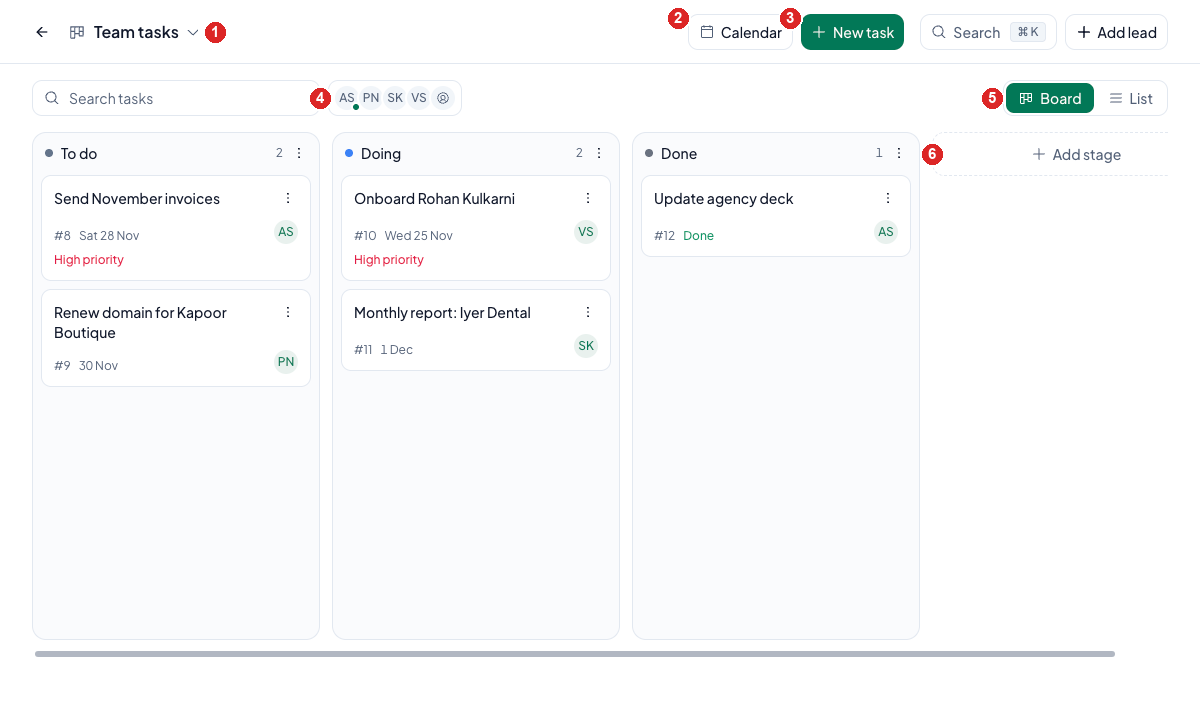 Team tasks 1
2 Calendar
3 New task
Search ⌘ K
Add lead
Search tasks
4 AS PN SK VS
5 Board
List
To do 2
Send November invoices
#8 Sat 28 Nov AS
High priority
Renew domain for Kapoor
Boutique
#9 30 Nov PN
Doing 2
Onboard Rohan Kulkarni
#10 Wed 25 Nov VS
High priority
Monthly report: Iyer Dental
#11 1 Dec SK
Done 1
Update agency deck
#12 Done AS
6 Add stage